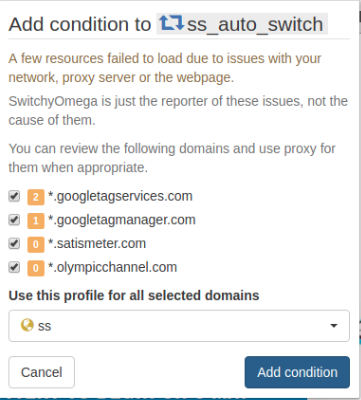 Add condition to ss_auto_switch
A few resources failed to load due to issues with your
network, proxy server or the webpage.
SwitchyOmega is just the reporter of these issues, not the
cause of them.
You can review the following domains and use proxy for
them when appropriate.
2 *.googletagservices.com
1 *.googletagmanager.com
0 *.satismeter.com
0 *.olympicchannel.com
Use this profile for all selected domains
ss
Cancel Add condition